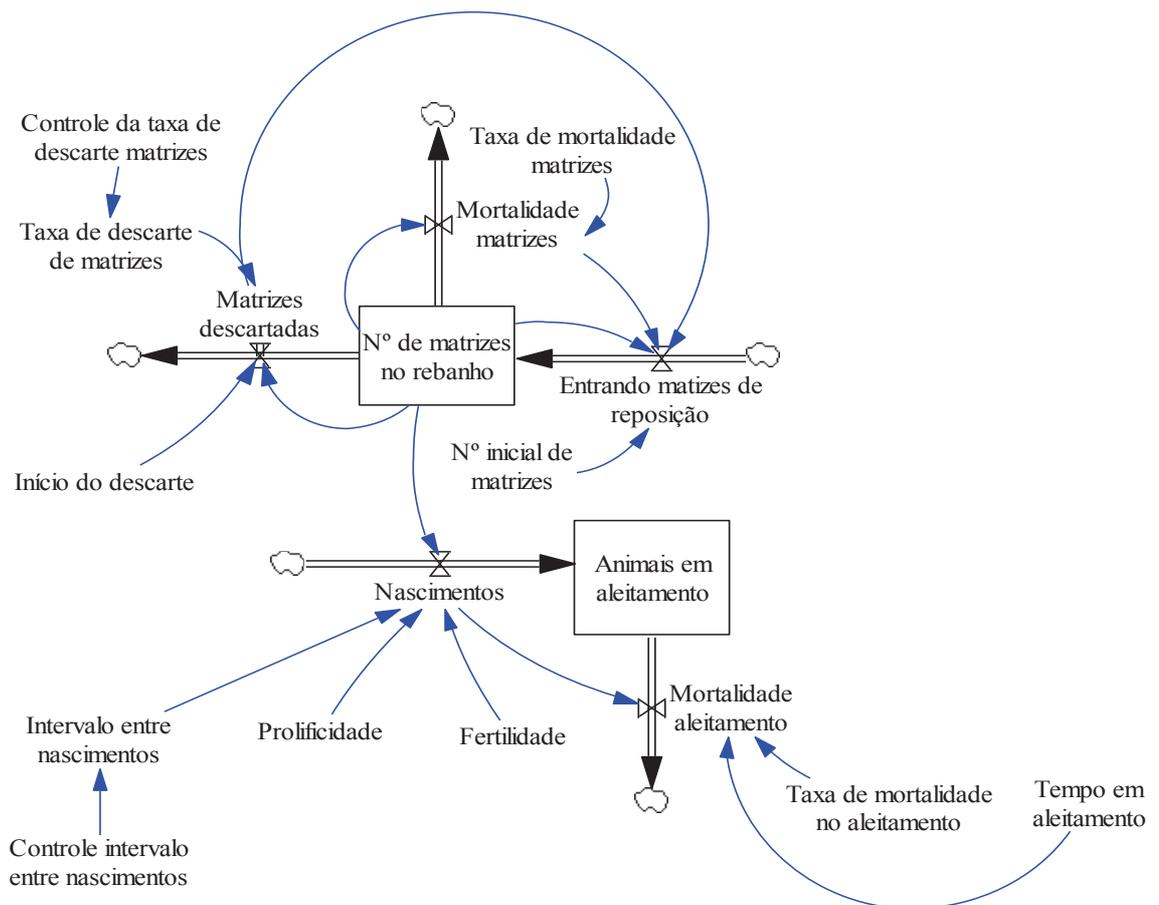 Controle da taxa de
descarte matrizes
Taxa de mortalidade
matrizes
Taxa de descarte
de matrizes
Mortalidade
matrizes
Matrizes
descartadas
Nº de matrizes
no rebanho
Entrando matizes de
reposição
Nº inicial de
matrizes
Início do descarte
Animais em
aleitamento
Nascimentos
Intervalo entre
nascimentos
Prolificidade
Fertilidade
Mortalidade
aleitamento
Taxa de mortalidade
no aleitamento
Tempo em
aleitamento
Controle intervalo
entre nascimentos